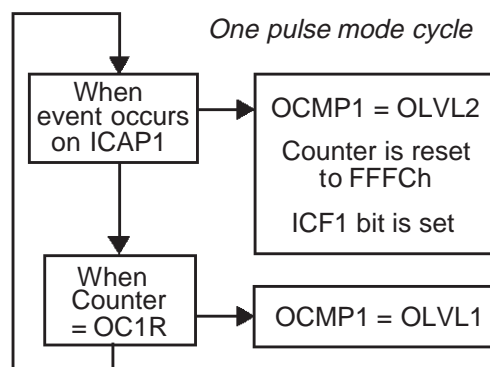 One pulse mode cycle
When
event occurs
on ICAP1
OCMP1 = OLVL2
Counter is reset
to FFFCh
ICF1 bit is set
When
Counter
= OC1R
OCMP1 = OLVL1